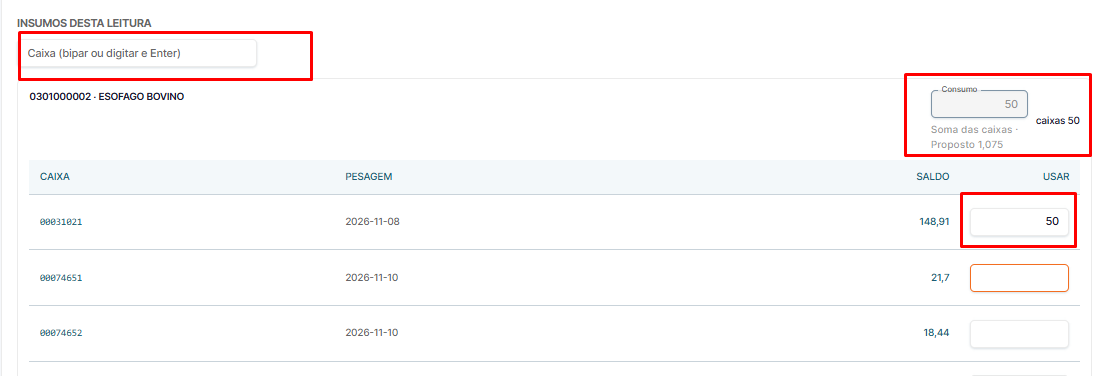 INSUMOS DESTA LEITURA
Caixa (bipar ou digitar e Enter)
0301000002 · ESOFAGO BOVINO
Consumo
50
caixas 50
Soma das caixas ·
Proposto 1,075
CAIXA PESAGEM SALDO USAR
00031021 2026-11-08 148,91 50
00074651 2026-11-10 21,7
00074652 2026-11-10 18,44